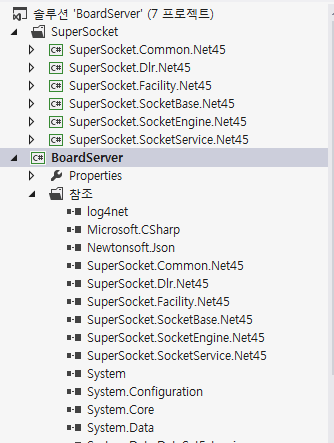 솔루션 'BoardServer' (7 프로젝트)
SuperSocket
C# SuperSocket.Common.Net45
C# SuperSocket.Dlr.Net45
C# SuperSocket.Facility.Net45
C# SuperSocket.SocketBase.Net45
C# SuperSocket.SocketEngine.Net45
C# SuperSocket.SocketService.Net45
C# BoardServer
Properties
참조
log4net
Microsoft.CSharp
Newtonsoft.Json
SuperSocket.Common.Net45
SuperSocket.Dlr.Net45
SuperSocket.Facility.Net45
SuperSocket.SocketBase.Net45
SuperSocket.SocketEngine.Net45
SuperSocket.SocketService.Net45
System
System.Configuration
System.Core
System.Data